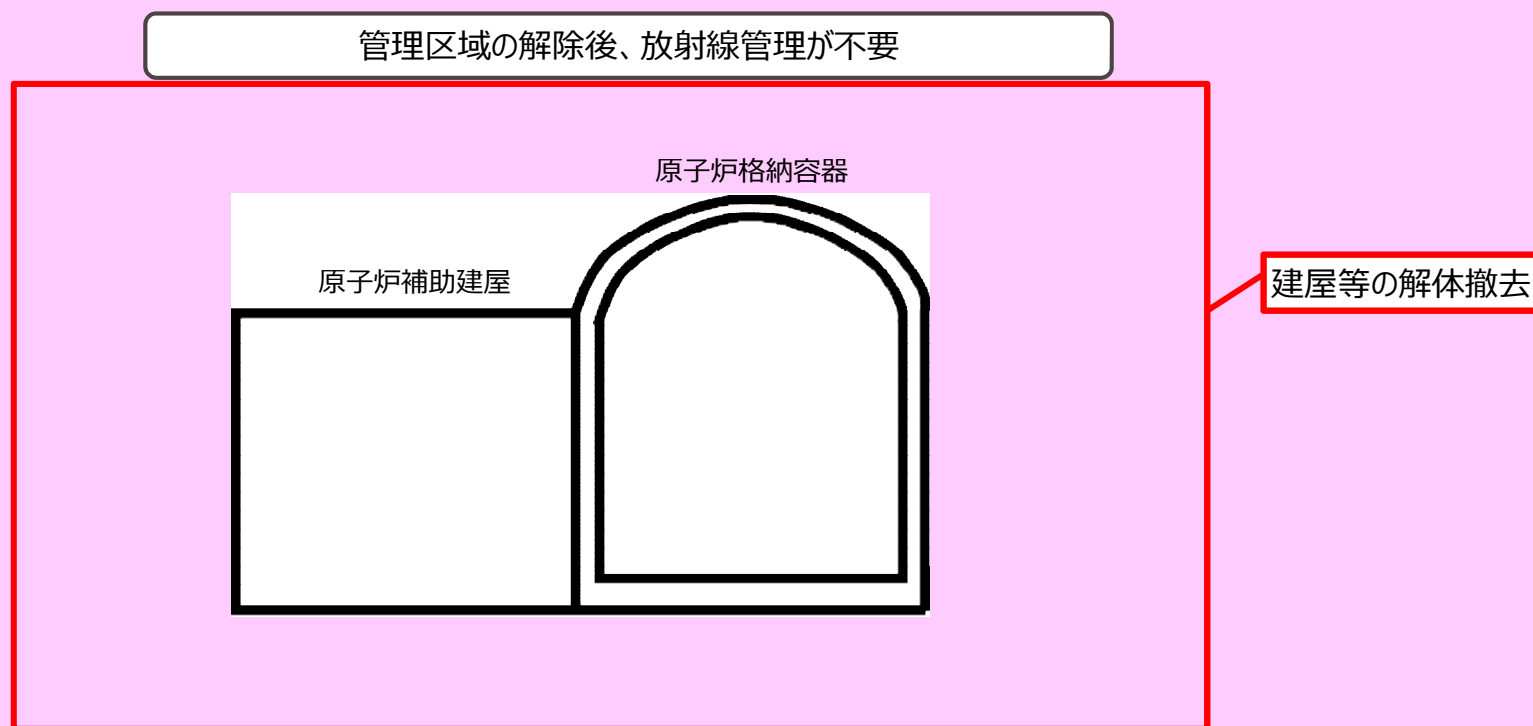 管理区域の解除後、放射線管理が不要
原子炉格納容器
原子炉補助建屋
建屋等の解体撤去